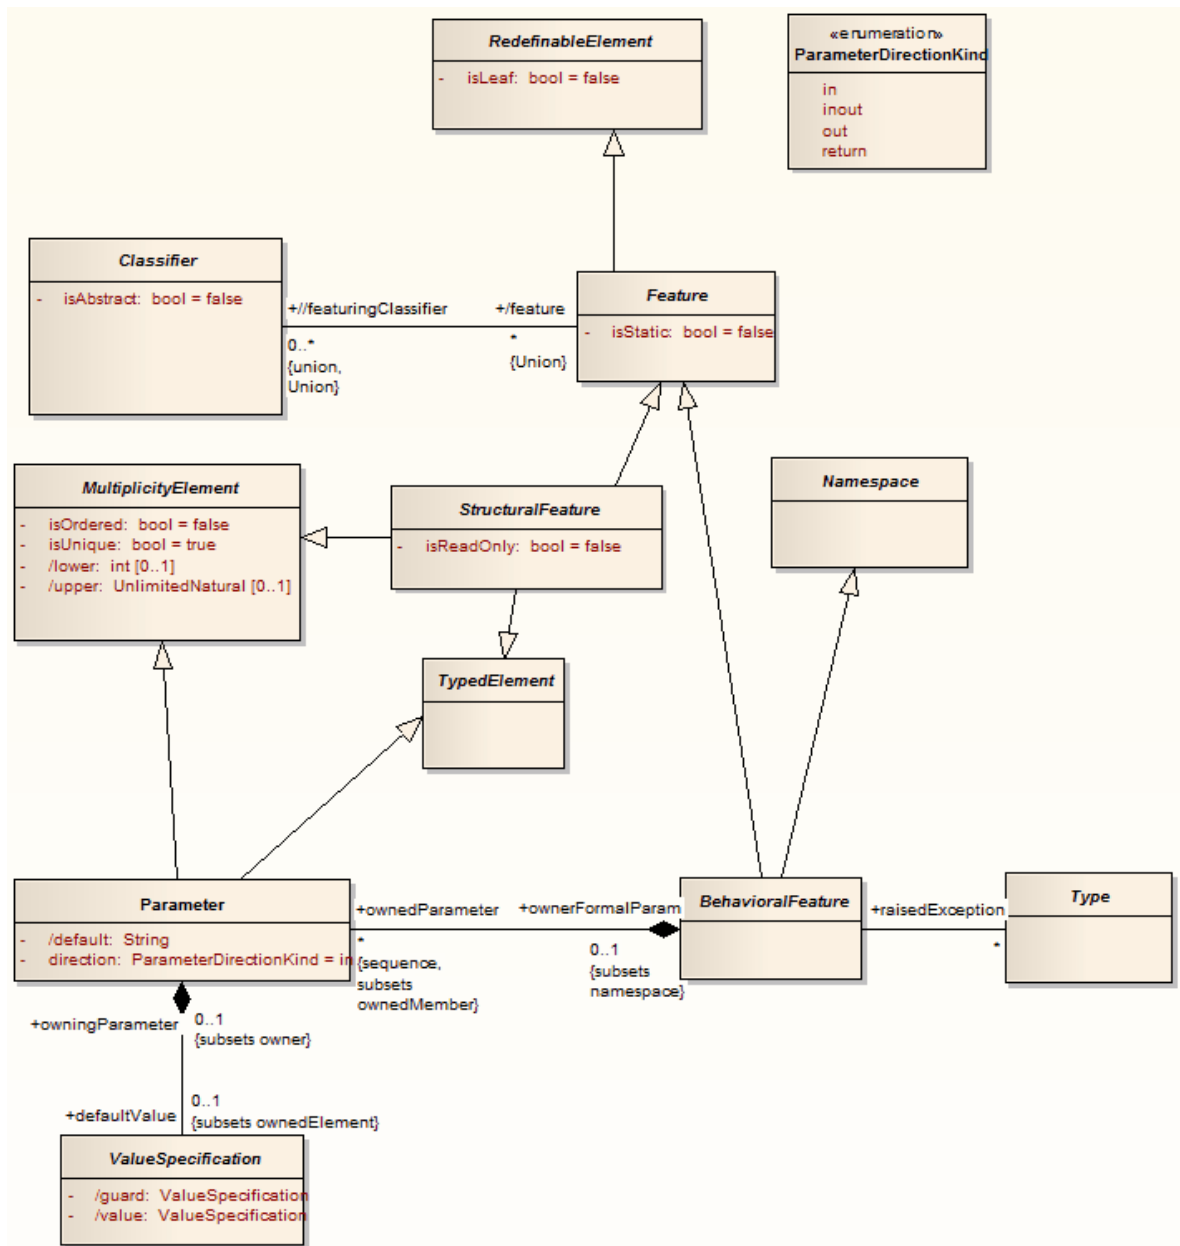 RedefinableElement
- isLeaf: bool = false
«enumeration»
ParameterDirectionKind
in
inout
out
return
Classifier
- isAbstract: bool = false
+//featuringClassifier
0..*
{union,
Union}
+/feature
*
{Union}
Feature
- isStatic: bool = false
MultiplicityElement
- isOrdered: bool = false
- isUnique: bool = true
- /lower: int [0..1]
- /upper: UnlimitedNatural [0..1]
StructuralFeature
- isReadOnly: bool = false
Namespace
TypedElement
Parameter
- /default: String
- direction: ParameterDirectionKind = in
+ownedParameter
*
{sequence,
subsets
ownedMember}
+ownerFormalParam
0..1
{subsets
namespace}
BehavioralFeature
+raisedException
*
Type
+owningParameter
0..1
{subsets owner}
+defaultValue
0..1
{subsets ownedElement}
ValueSpecification
- /guard: ValueSpecification
- /value: ValueSpecification